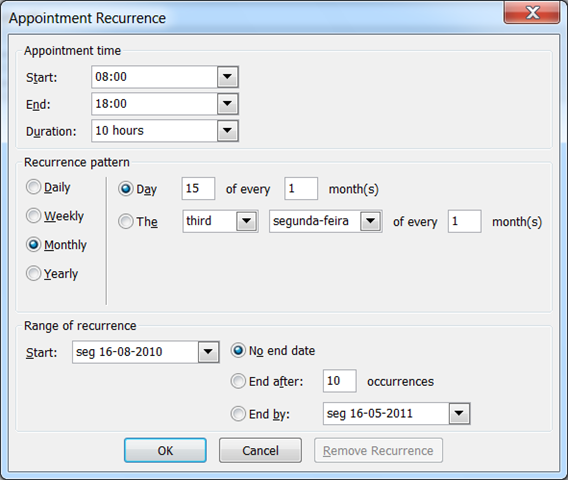 Appointment Recurrence
Appointment time
Start: 08:00
End: 18:00
Duration: 10 hours
Recurrence pattern
Daily
Day 15 of every 1 month(s)
Weekly
The third segunda-feira of every 1 month(s)
Monthly
Yearly
Range of recurrence
Start: seg 16-08-2010
No end date
End after: 10 occurrences
End by: seg 16-05-2011
OK Cancel Remove Recurrence